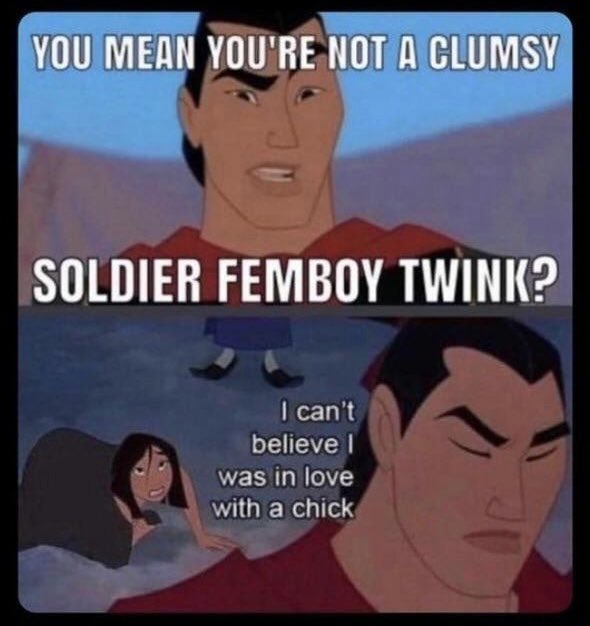 YOU MEAN YOU'RE NOT A CLUMSY
SOLDIER FEMBOY TWINK?
I can't
believe I
was in love
with a chick